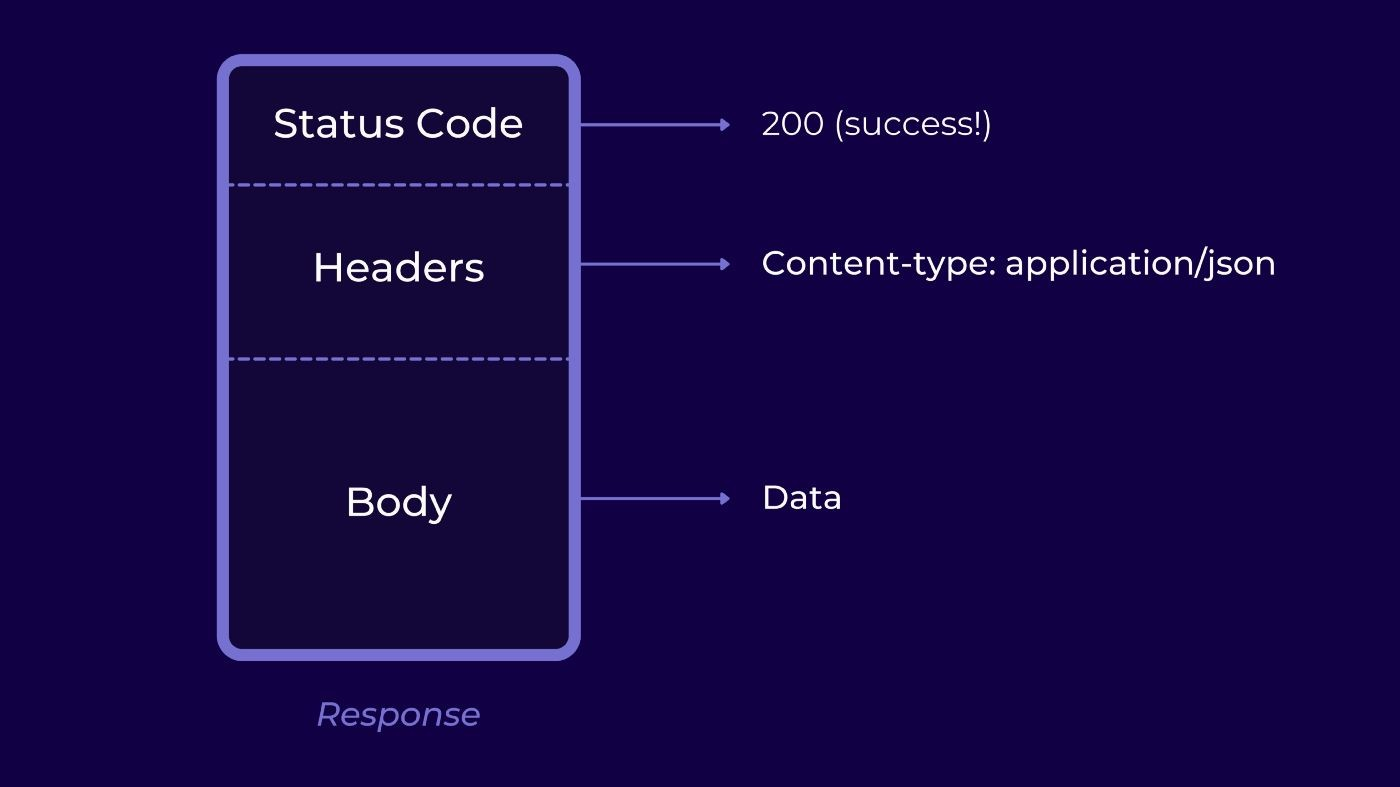 Status Code
200 (success!)
Headers
Content-type: application/json
Body
Data
Response